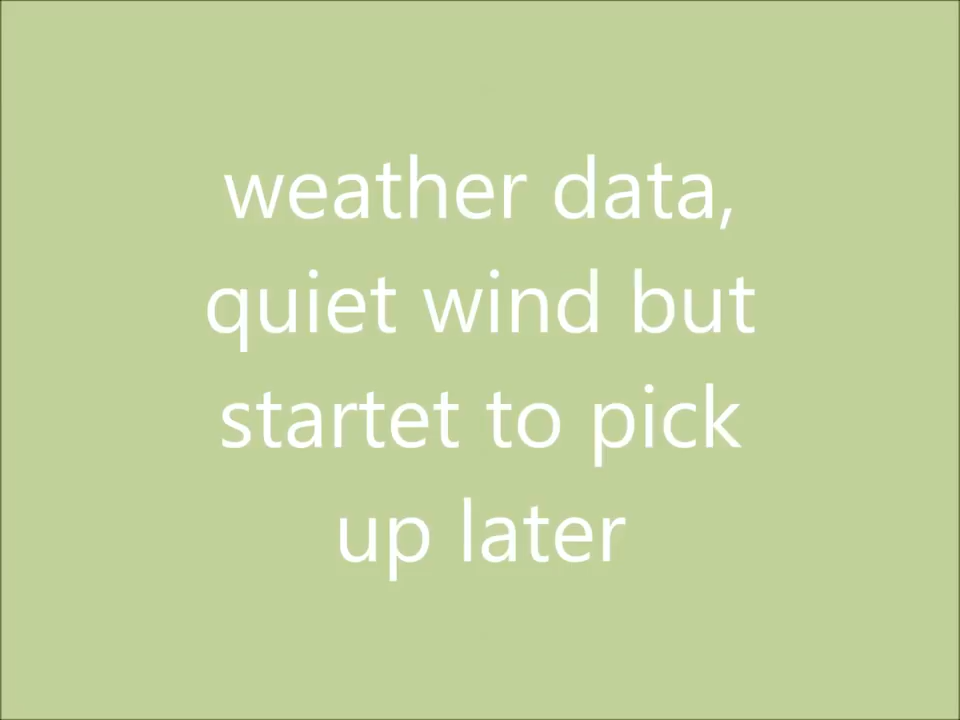 weather data,
quiet wind but
startet to pick
up later